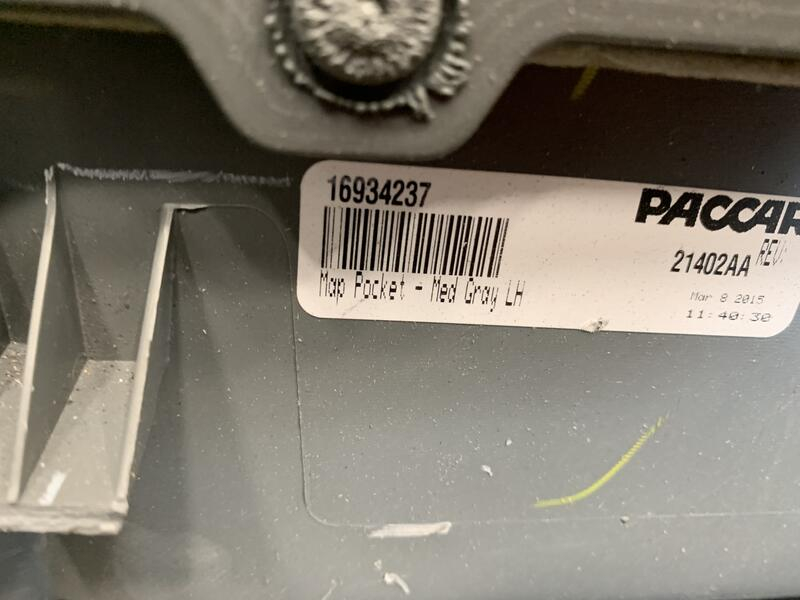 16934237
PACCAR
21402AA
REV:
Map Pocket - Med Gray LH
Mar 8 2015
11:40:30